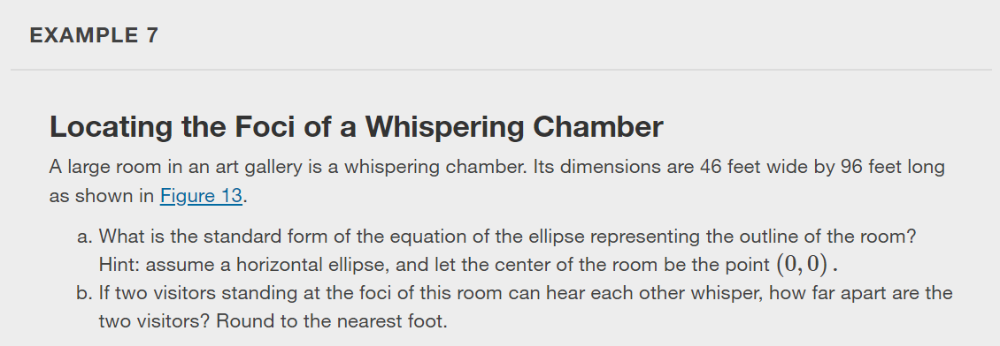 EXAMPLE 7
Locating the Foci of a Whispering Chamber
A large room in an art gallery is a whispering chamber. Its dimensions are 46 feet wide by 96 feet long
as shown in Figure 13.
a. What is the standard form of the equation of the ellipse representing the outline of the room?
Hint: assume a horizontal ellipse, and let the center of the room be the point (0, 0) .
b. If two visitors standing at the foci of this room can hear each other whisper, how far apart are the
two visitors? Round to the nearest foot.